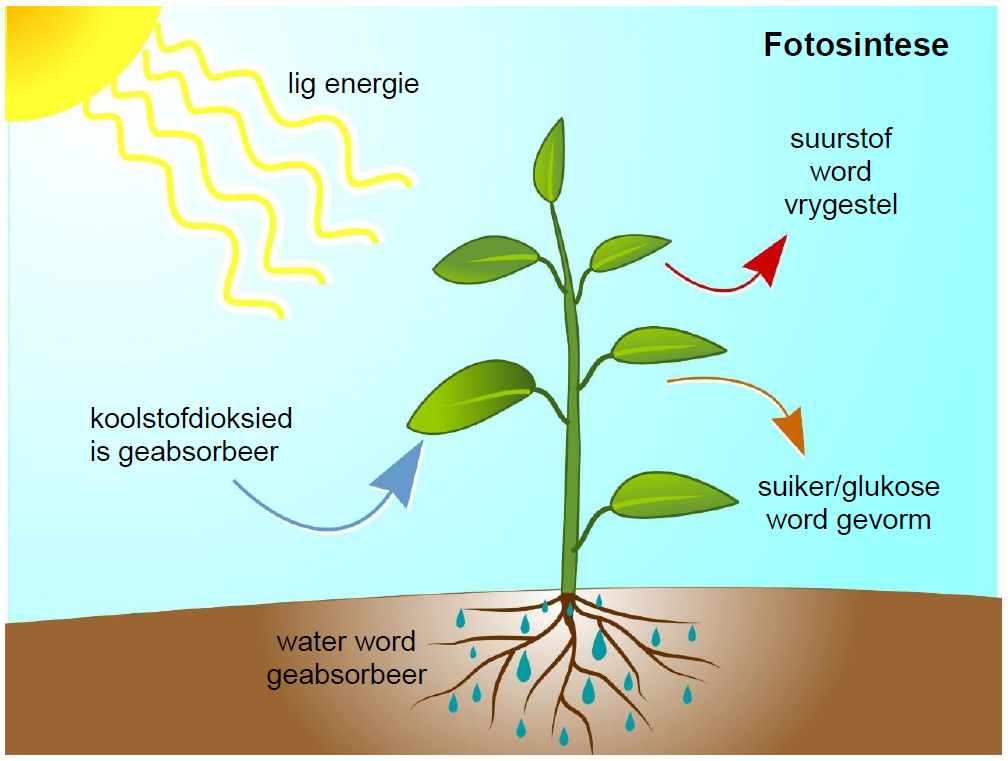 Fotosintese
lig energie
suurstof
word
vrygestel
koolstofdioksied
is geabsorbeer
suiker/glukose
word gevorm
water word
geabsorbeer